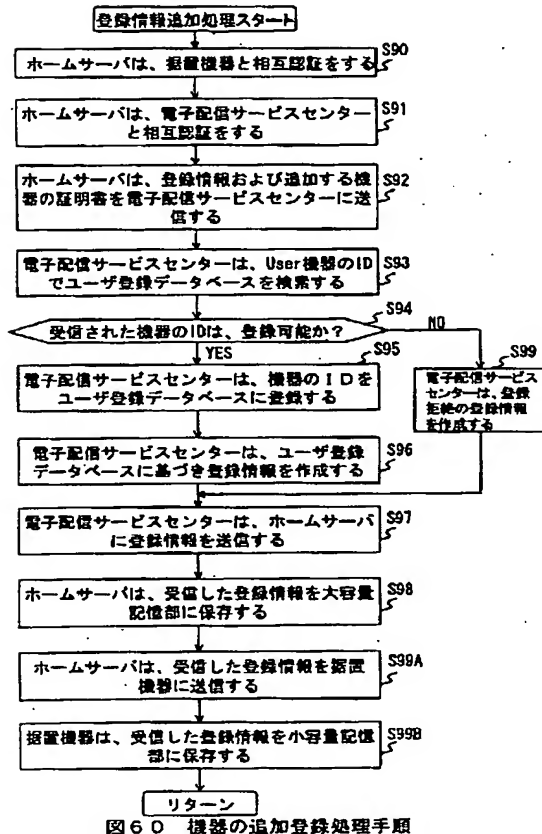 登録情報追加処理スタート
S90
ホームサーバは、据置機器と相互認証をする
S91
ホームサーバは、電子配信サービスセンター
と相互認証をする
S92
ホームサーバは、登録情報および追加する機
器の証明書を電子配信サービスセンターに送
信する
S93
電子配信サービスセンターは、User機器のID
でユーザ登録データベースを検索する
S94
受信された機器のIDは、登録可能か？
NO
YES
S95
電子配信サービスセンターは、機器のIDを
ユーザ登録データベースに登録する
S99
電子配信サービス
センターは、登録
拒絶の登録情報
を作成する
S96
電子配信サービスセンターは、ユーザ登録
データベースに基づき登録情報を作成する
S97
電子配信サービスセンターは、ホームサーバ
に登録情報を送信する
S98
ホームサーバは、受信した登録情報を大容量
記憶部に保存する
S99A
ホームサーバは、受信した登録情報を据置
機器に送信する
S99B
据置機器は、受信した登録情報を小容量記憶
部に保存する
リターン
図60 機器の追加登録処理手順